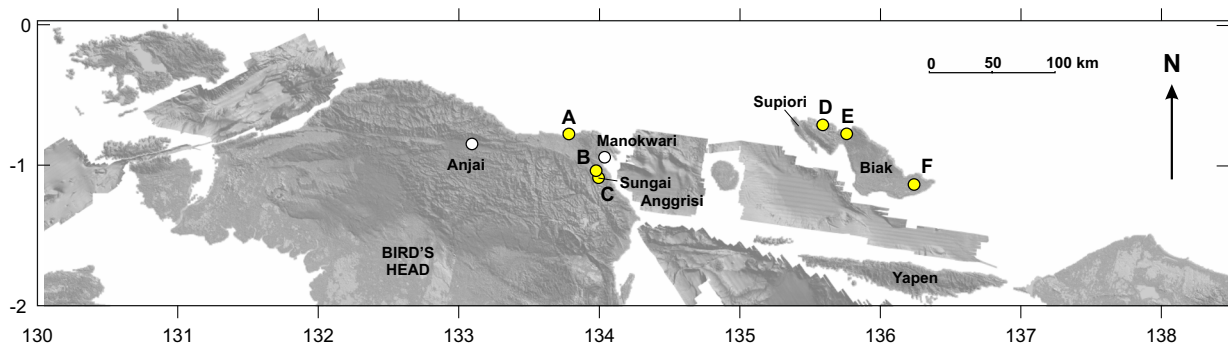 0
-1
-2
130
131
132
133
134
135
136
137
138
0
50
100 km
N
A
B
C
D
E
F
Supiori
Biak
Manokwari
Anjai
Sungai
Anggrisi
BIRD'S
HEAD
Yapen